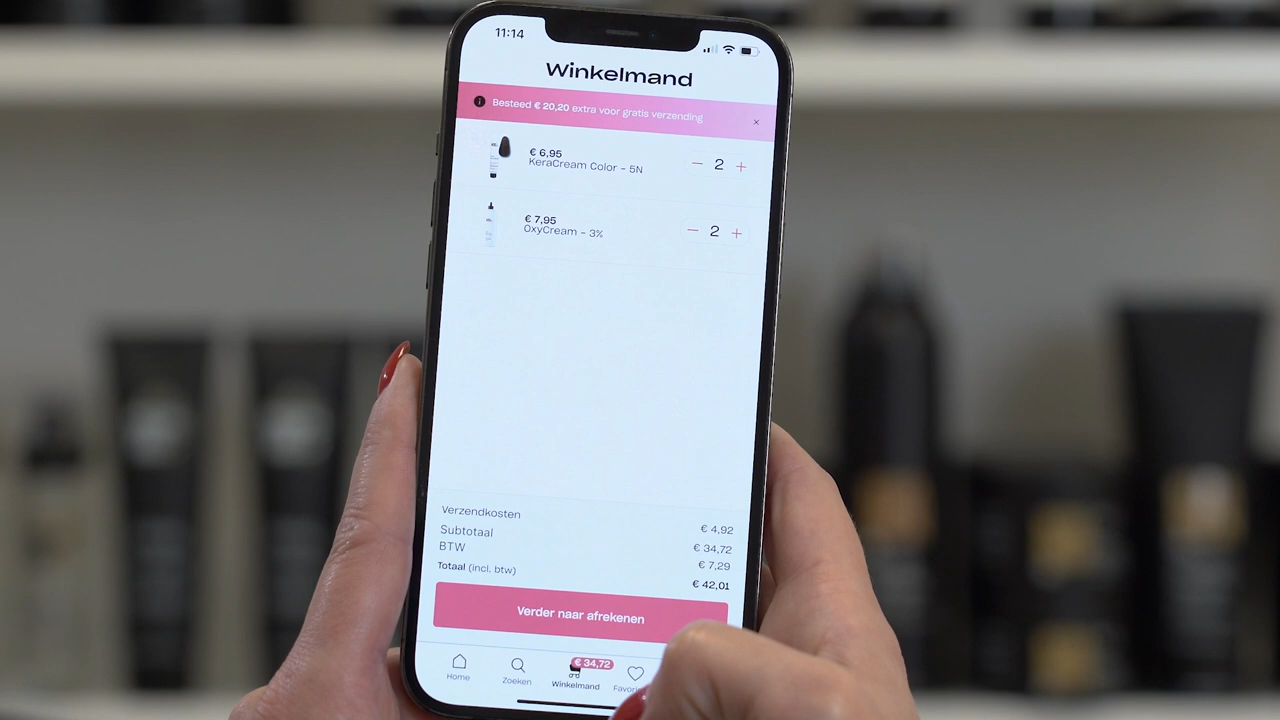 11:14
Winkelmand
Besteed € 20,20 extra voor gratis verzending
€ 6,95
KeraCream Color - 5N
2
€ 7,95
OxyCream - 3%
2
Verzendkosten € 4,92
Subtotaal € 34,72
BTW € 7,29
Totaal (incl. btw) € 42,01
Verder naar afrekenen
€ 34,72
Home
Zoeken
Winkelmand